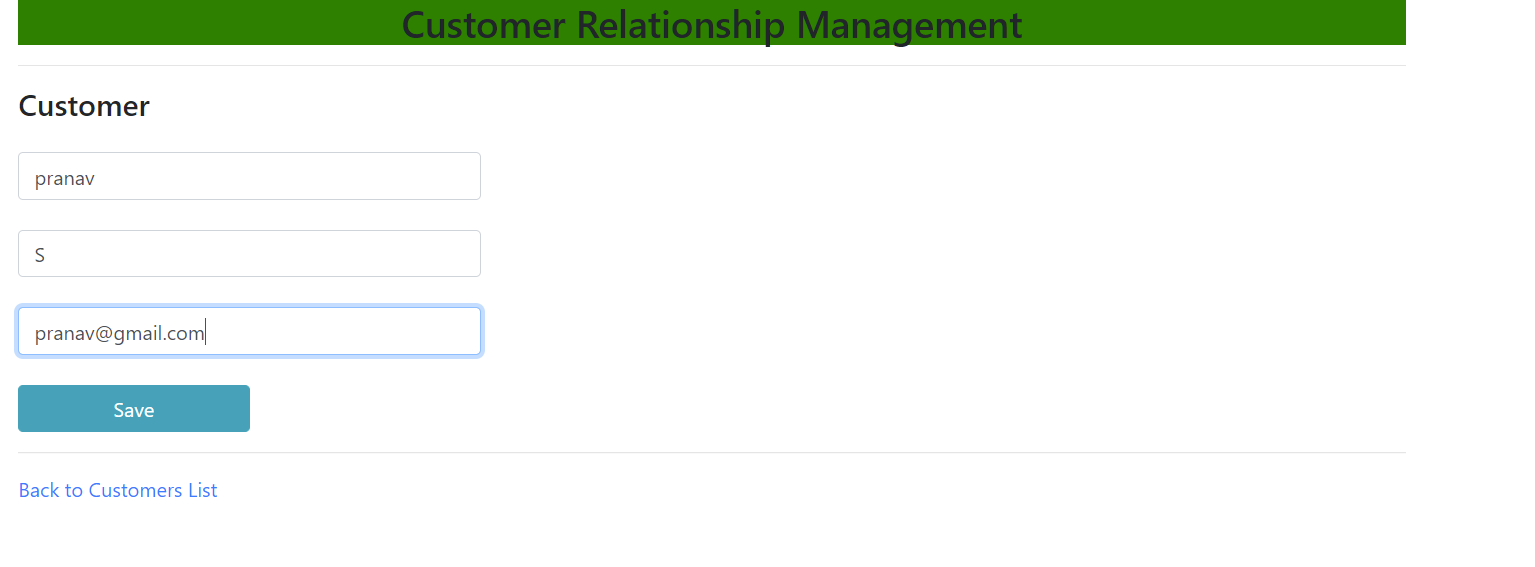 Customer Relationship Management
Customer
pranav
S
pranav@gmail.com
Save
Back to Customers List